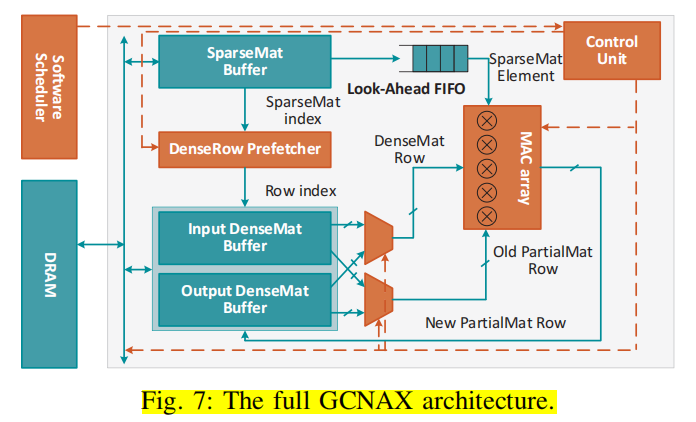 Software
Scheduler
DRAM
SparseMat
Buffer
Look-Ahead FIFO
SparseMat
Element
Control
Unit
SparseMat
index
DenseRow Prefetcher
Row index
DenseMat
Row
MAC array
Input DenseMat
Buffer
Output DenseMat
Buffer
Old PartialMat
Row
New PartialMat Row
Fig. 7: The full GCNAX architecture.